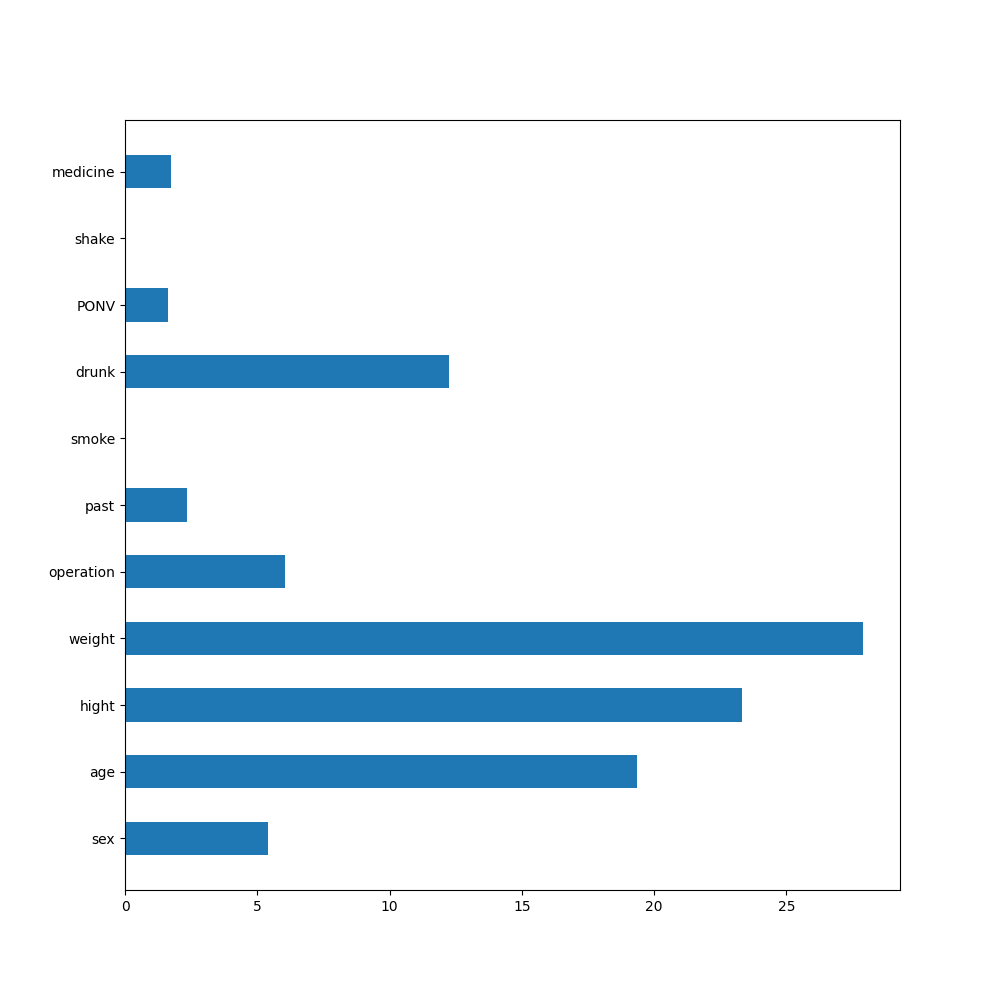 medicine
shake
PONV
drunk
smoke
past
operation
weight
hight
age
sex
0 5 10 15 20 25